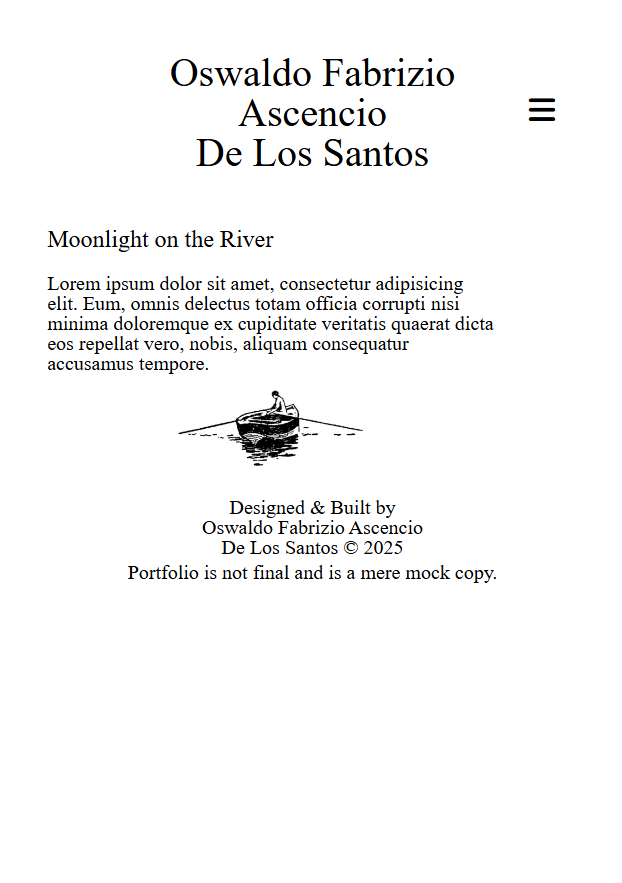 Oswaldo Fabrizio
Ascencio
De Los Santos
Moonlight on the River
Lorem ipsum dolor sit amet, consectetur adipisicing
elit. Eum, omnis delectus totam officia corrupti nisi
minima doloremque ex cupiditate veritatis quaerat dicta
eos repellat vero, nobis, aliquam consequatur
accusamus tempore.
Designed & Built by
Oswaldo Fabrizio Ascencio
De Los Santos © 2025
Portfolio is not final and is a mere mock copy.